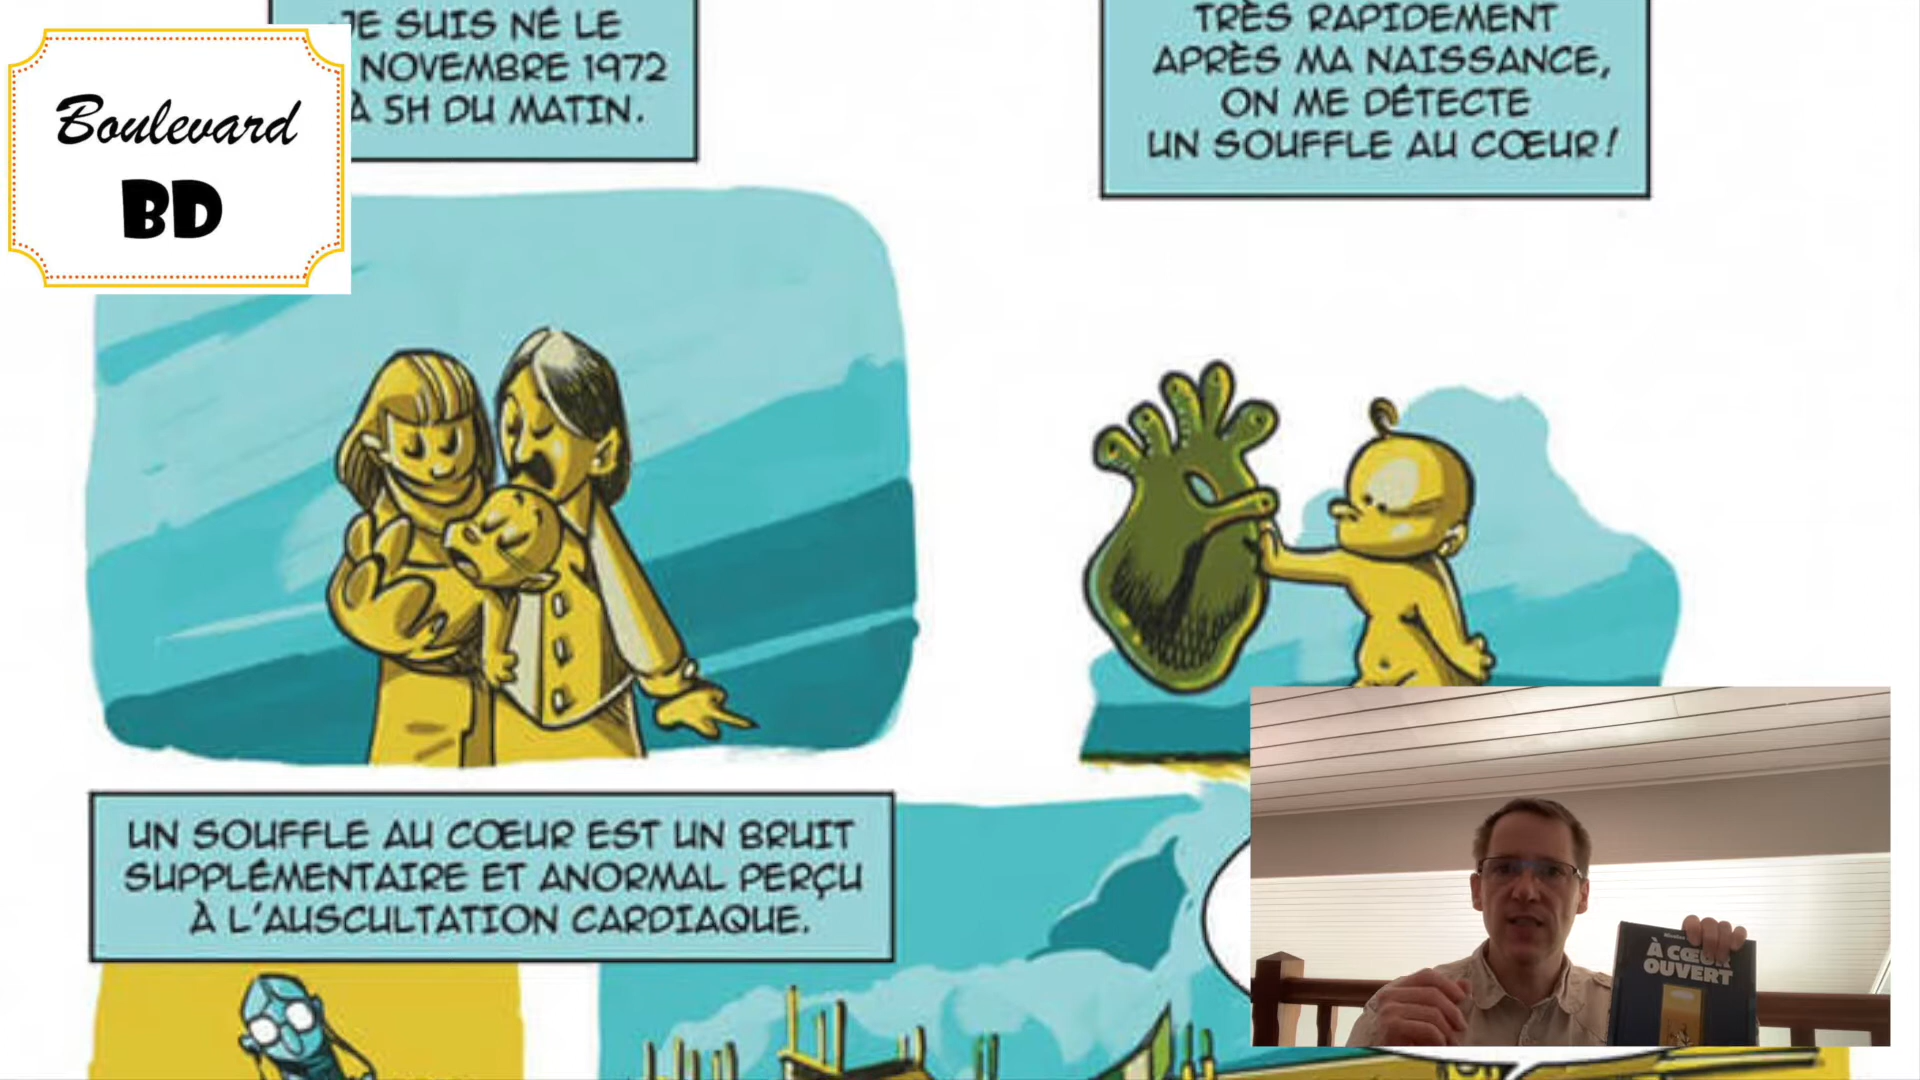 Boulevard
BD
JE SUIS NÉ LE
NOVEMBRE 1972
À 5H DU MATIN.
TRÈS RAPIDEMENT
APRÈS MA NAISSANCE,
ON ME DÉTECTE
UN SOUFFLE AU CŒUR!
UN SOUFFLE AU CŒUR EST UN BRUIT
SUPPLÉMENTAIRE ET ANORMAL PERÇU
À L'AUSCULTATION CARDIAQUE.
À CŒUR
OUVERT